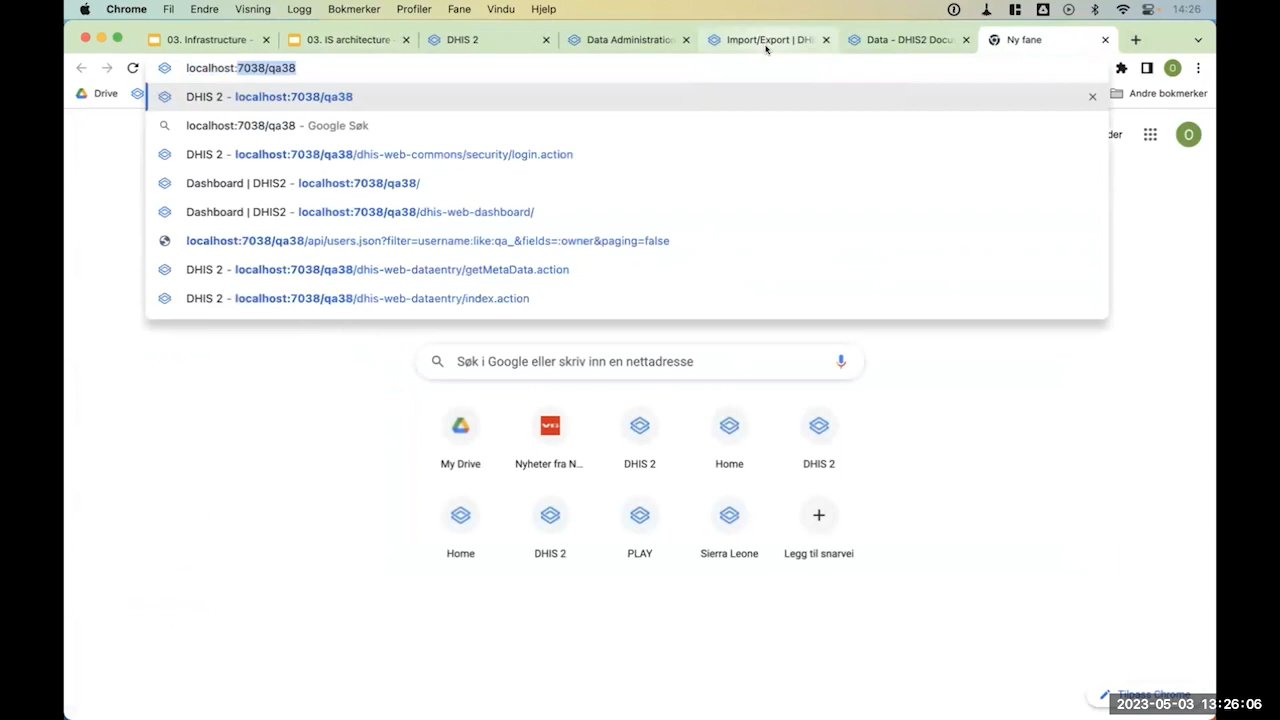 Chrome Fil Endre Visning Logg Bokmerker Profiler Fane Vindu Hjelp 14:26
03. Infrastructure - 03. IS architecture - DHIS 2 Data Administratio Import/Export | DHI Data - DHIS2 Docu Ny fane
localhost:7038/qa38
Drive Andre bokmerker
DHIS 2 - localhost:7038/qa38
localhost:7038/qa38 - Google Søk
der
DHIS 2 - localhost:7038/qa38/dhis-web-commons/security/login.action
Dashboard | DHIS2 - localhost:7038/qa38/
Dashboard | DHIS2 - localhost:7038/qa38/dhis-web-dashboard/
localhost:7038/qa38/api/users.json?filter=username:like:qa_&fields=:owner&paging=false
DHIS 2 - localhost:7038/qa38/dhis-web-dataentry/getMetaData.action
DHIS 2 - localhost:7038/qa38/dhis-web-dataentry/index.action
Søk i Google eller skriv inn en nettadresse
My Drive Nyheter fra N... DHIS 2 Home DHIS 2
Home DHIS 2 PLAY Sierra Leone Legg til snarvei
Tilpass Chrome
2023-05-03 13:26:06